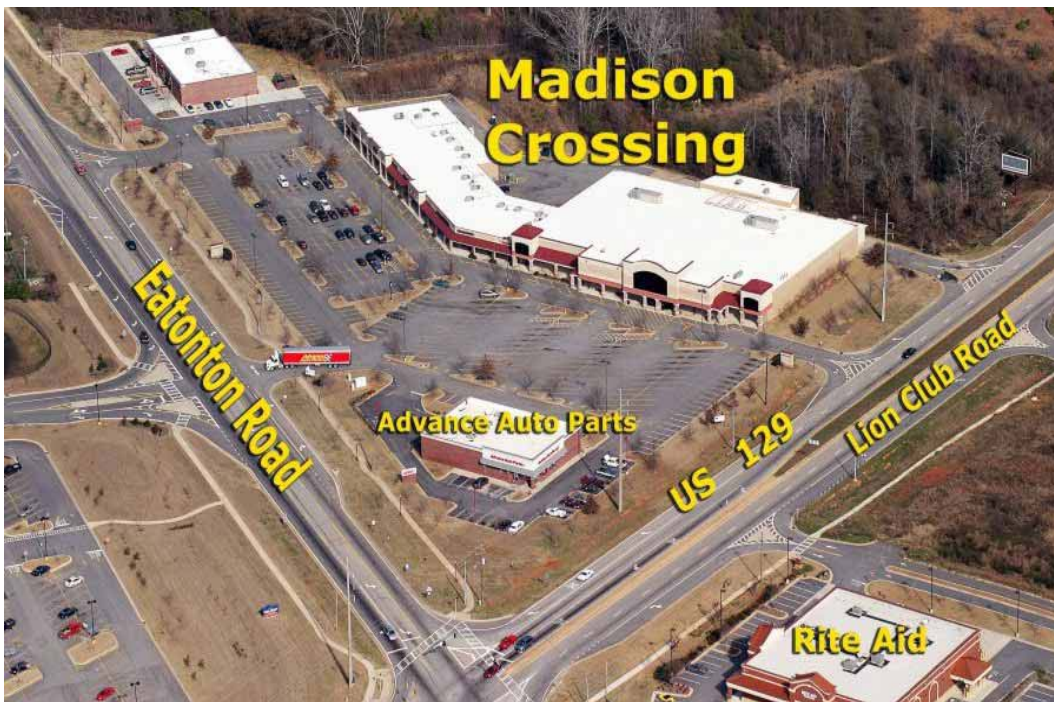 Madison
Crossing
Eatonton Road
Advance Auto Parts
US 129
Lion Club Road
Rite Aid